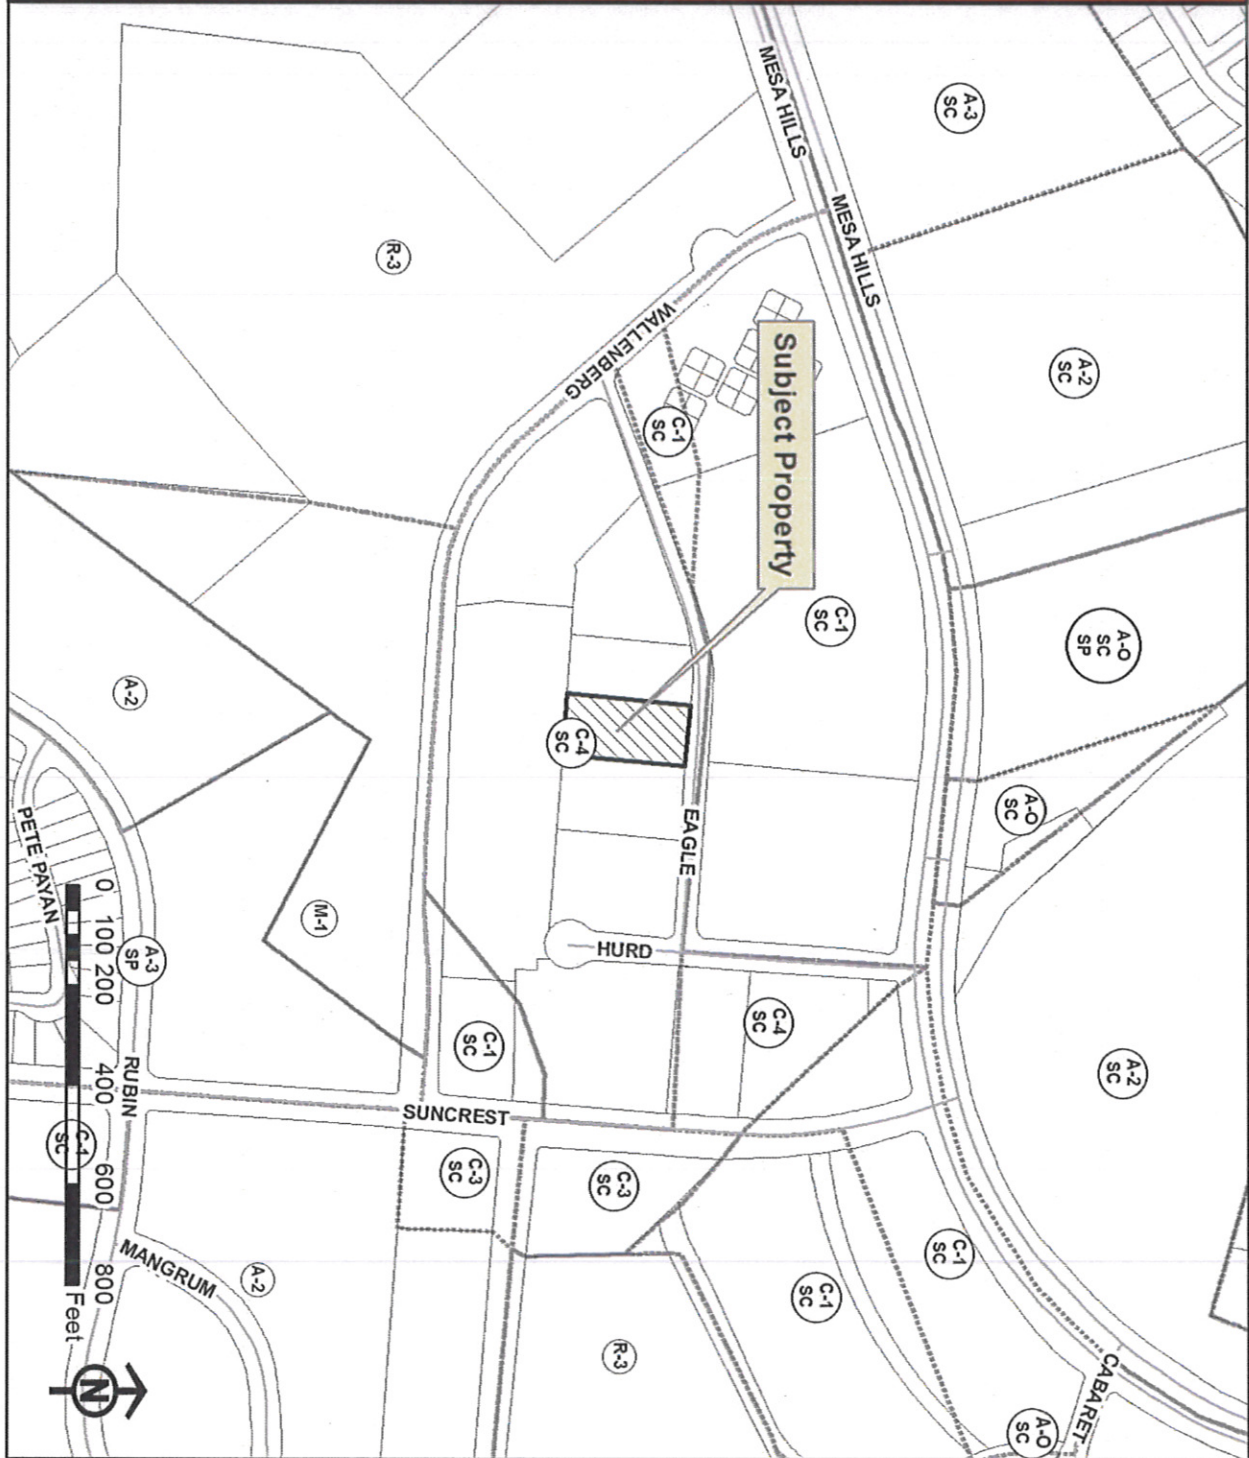 MESA HILLS
A-3
SC
MESA HILLS
R-3
A-2
SC
WALLENBERG
Subject Property
C-1
SC
C-1
SC
A-O
SC
SP
A-2
C-4
SC
A-O
SC
EAGLE
PETE PAYAN
M-1
HURD
A-3
SP
C-4
SC
C-1
SC
A-2
SC
RUBIN
SUNCREST
C-1
SC
C-3
SC
C-3
SC
C-1
SC
C-1
SC
MANGRUM
A-2
R-3
CABARET
A-O
SC
0 100 200 400 600 800
Feet
N